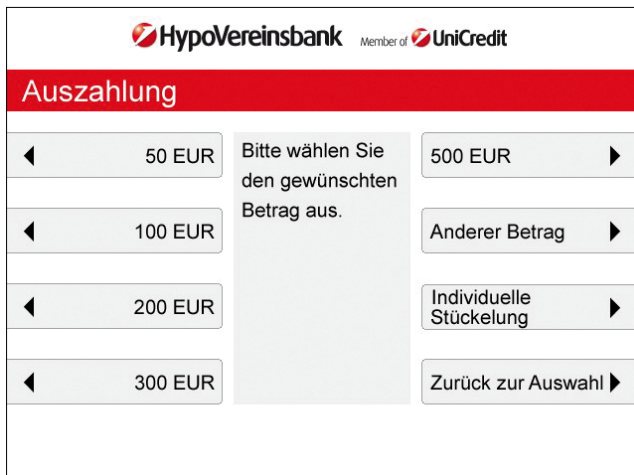 HypoVereinsbank Member of UniCredit
Auszahlung
50 EUR
100 EUR
200 EUR
300 EUR
Bitte wählen Sie
den gewünschten
Betrag aus.
500 EUR
Anderer Betrag
Individuelle
Stückelung
Zurück zur Auswahl